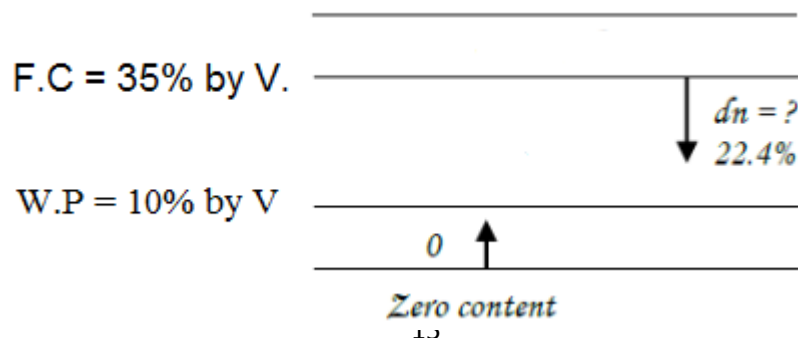 F.C = 35% by V.
dn = ?
22.4%
W.P = 10% by V
0
Zero content